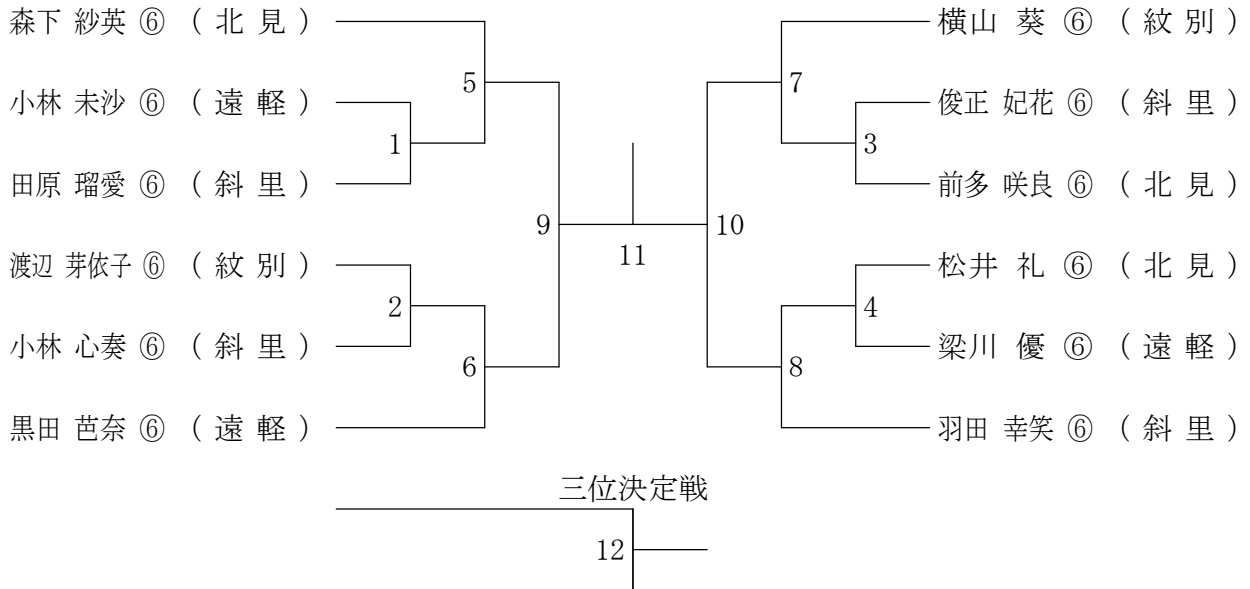 森下 紗英 ⑥ ( 北 見 )
小林 未沙 ⑥ ( 遠 軽 )
田原 瑠愛 ⑥ ( 斜 里 )
渡辺 芽依子 ⑥ ( 紋 別 )
小林 心奏 ⑥ ( 斜 里 )
黒田 芭奈 ⑥ ( 遠 軽 )
5
1
2
6
9
11
10
7
3
4
8
横山 葵 ⑥ ( 紋 別 )
俊正 妃花 ⑥ ( 斜 里 )
前多 咲良 ⑥ ( 北 見 )
松井 礼 ⑥ ( 北 見 )
梁川 優 ⑥ ( 遠 軽 )
羽田 幸笑 ⑥ ( 斜 里 )
三位決定戦
12